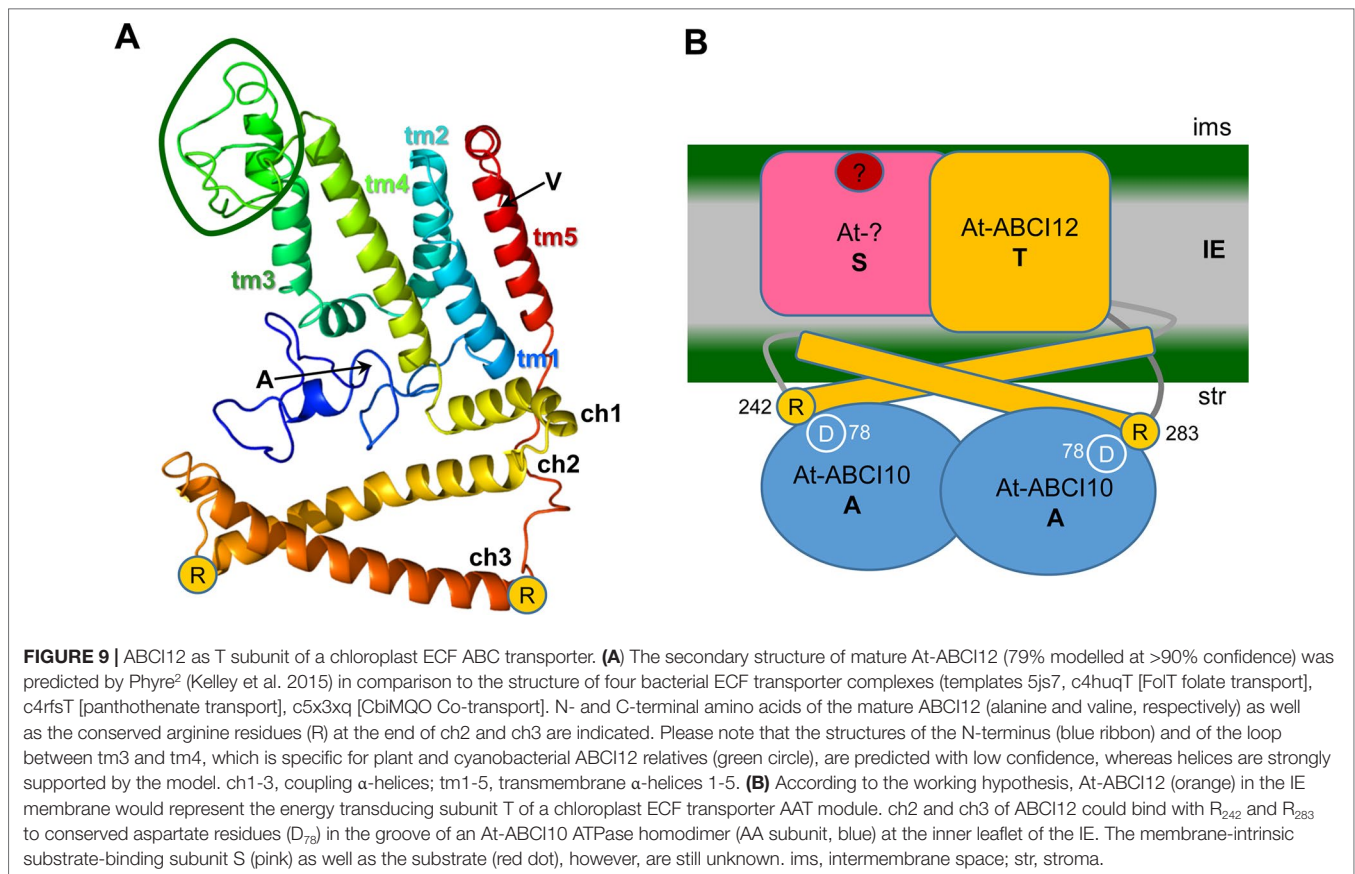 A
B
tm2
tm4
V
tm5
tm3
tm1
A
ch1
ch2
ch3
R
R
ims
?
At-?
S
At-ABCI12
T
IE
str
242 R
R 283
D 78
78 D
At-ABCI10
A
At-ABCI10
A
FIGURE 9 | ABCI12 as T subunit of a chloroplast ECF ABC transporter. (A) The secondary structure of mature At-ABCI12 (79% modelled at >90% confidence) was
predicted by Phyre² (Kelley et al. 2015) in comparison to the structure of four bacterial ECF transporter complexes (templates 5js7, c4huqT [FolT folate transport],
c4rfsT [panthothenate transport], c5x3xq [CbiMQO Co-transport]. N- and C-terminal amino acids of the mature ABCI12 (alanine and valine, respectively) as well
as the conserved arginine residues (R) at the end of ch2 and ch3 are indicated. Please note that the structures of the N-terminus (blue ribbon) and of the loop
between tm3 and tm4, which is specific for plant and cyanobacterial ABCI12 relatives (green circle), are predicted with low confidence, whereas helices are strongly
supported by the model. ch1-3, coupling α-helices; tm1-5, transmembrane α-helices 1-5. (B) According to the working hypothesis, At-ABCI12 (orange) in the IE
membrane would represent the energy transducing subunit T of a chloroplast ECF transporter AAT module. ch2 and ch3 of ABCI12 could bind with R₂₄₂ and R₂₈₃
to conserved aspartate residues (D₇₈) in the groove of an At-ABCI10 ATPase homodimer (AA subunit, blue) at the inner leaflet of the IE. The membrane-intrinsic
substrate-binding subunit S (pink) as well as the substrate (red dot), however, are still unknown. ims, intermembrane space; str, stroma.